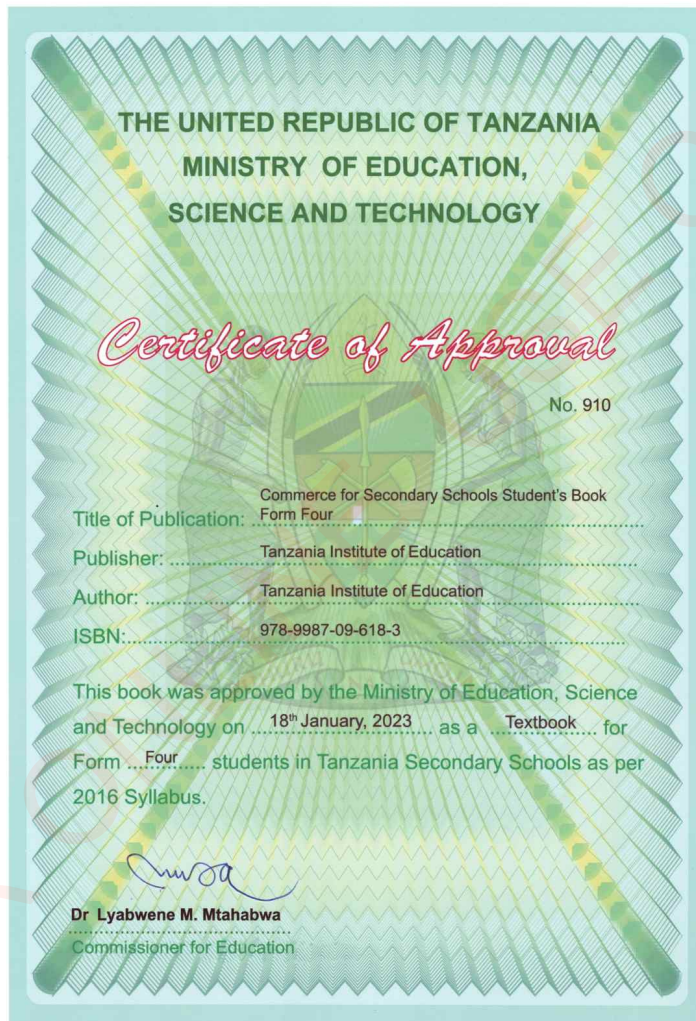 THE UNITED REPUBLIC OF TANZANIA
MINISTRY OF EDUCATION,
SCIENCE AND TECHNOLOGY
Certificate of Approval
No. 910
Commerce for Secondary Schools Student's Book
Title of Publication: Form Four
Publisher: Tanzania Institute of Education
Author: Tanzania Institute of Education
ISBN: 978-9987-09-618-3
This book was approved by the Ministry of Education, Science
and Technology on 18th January, 2023 as a Textbook for
Form Four students in Tanzania Secondary Schools as per
2016 Syllabus.
Dr Lyabwene M. Mtahabwa
Commissioner for Education